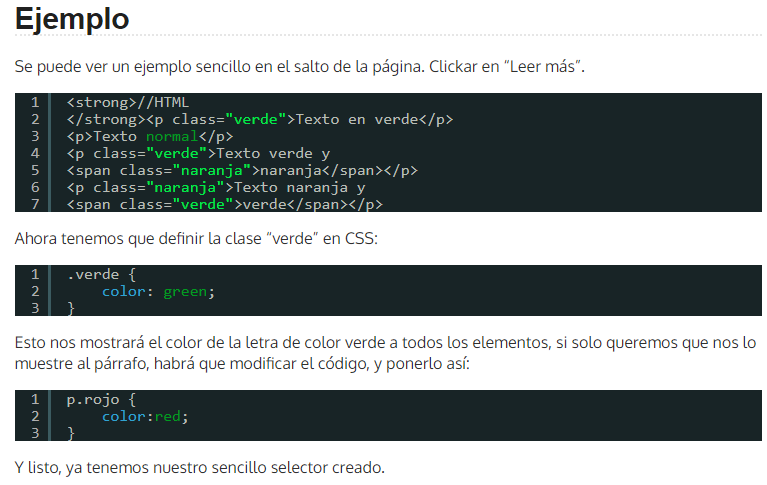 Ejemplo
Se puede ver un ejemplo sencillo en el salto de la página. Clickar en “Leer más”.
1 <strong>//HTML
2 </strong><p class="verde">Texto en verde</p>
3 <p>Texto normal</p>
4 <p class="verde">Texto verde y
5 <span class="naranja">naranja</span></p>
6 <p class="naranja">Texto naranja y
7 <span class="verde">verde</span></p>
Ahora tenemos que definir la clase “verde” en CSS:
1 .verde {
2     color: green;
3 }
Esto nos mostrará el color de la letra de color verde a todos los elementos, si solo queremos que nos lo
muestre al párrafo, habrá que modificar el código, y ponerlo así:
1 p.rojo {
2     color:red;
3 }
Y listo, ya tenemos nuestro sencillo selector creado.